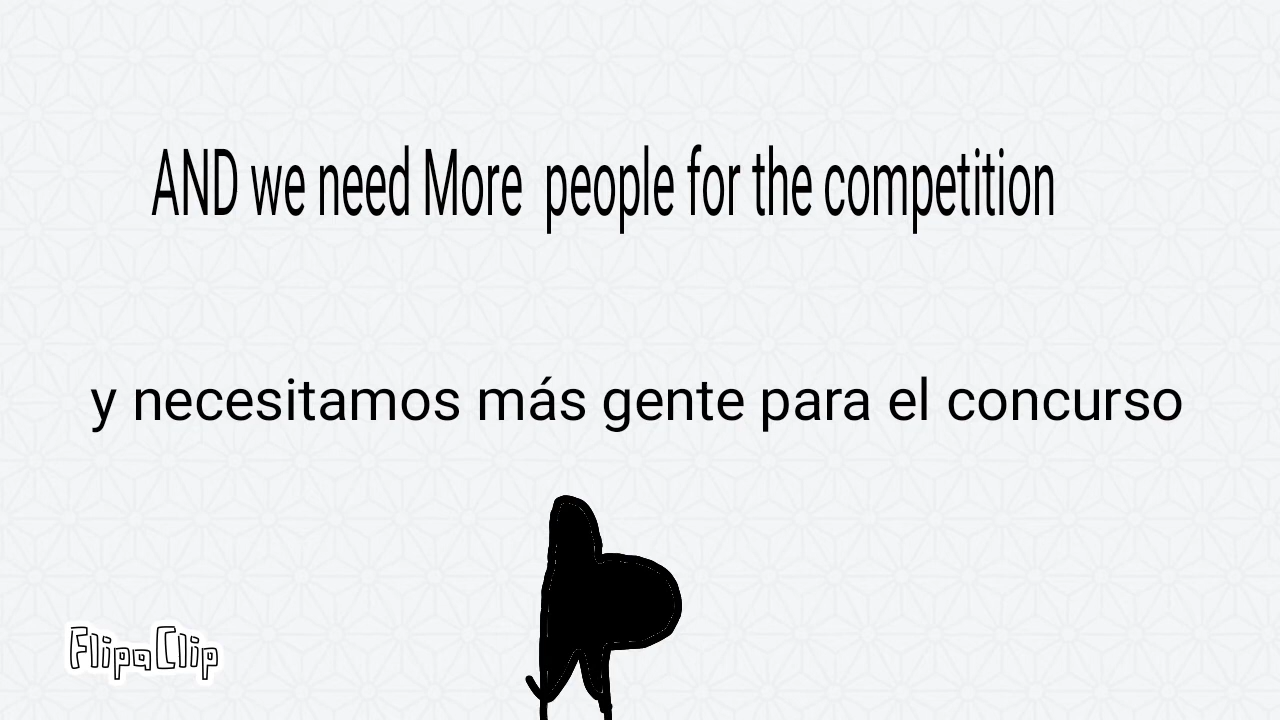 AND we need More people for the competition
y necesitamos más gente para el concurso
FlipaClip